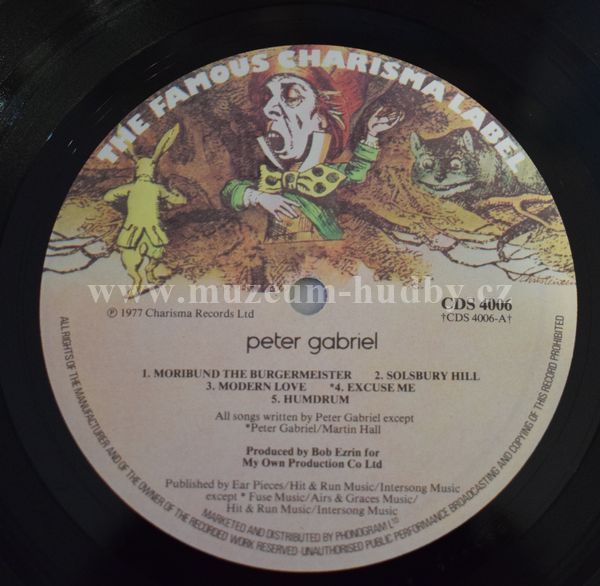 THE FAMOUS CHARISMA LABEL
Christensen
www.muzeum-hudby.cz
℗ 1977 Charisma Records Ltd
CDS 4006
†CDS 4006-A†
peter gabriel
1. MORIBUND THE BURGERMEISTER 2. SOLSBURY HILL
3. MODERN LOVE *4. EXCUSE ME
5. HUMDRUM
All songs written by Peter Gabriel except
*Peter Gabriel/Martin Hall
Produced by Bob Ezrin for
My Own Production Co Ltd
Published by Ear Pieces/Hit & Run Music/Intersong Music
except * Fuse Music/Airs & Graces Music/
Hit & Run Music/Intersong Music
MARKETED AND DISTRIBUTED BY PHONOGRAM LTD
ALL RIGHTS OF THE MANUFACTURER AND OF THE OWNER OF THE RECORDED WORK RESERVED·UNAUTHORISED PUBLIC PERFORMANCE BROADCASTING AND COPYING OF THIS RECORD PROHIBITED